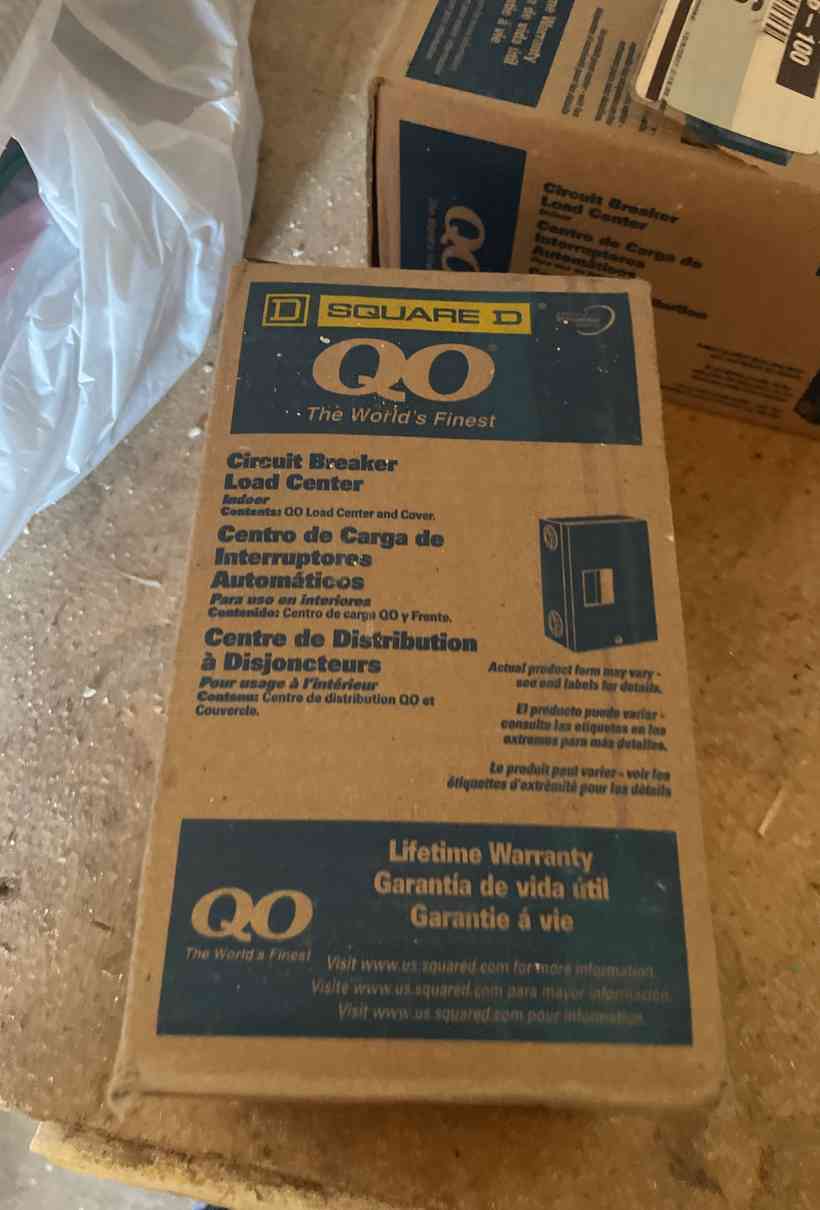 - 100
Circuit Breaker
Load Center
Indoor
Centro de Carga de
Interruptores
Automáticos
QO
D SQUARE D
QO
The World's Finest
Circuit Breaker
Load Center
Indoor
Contents: QO Load Center and Cover.
Centro de Carga de
Interruptores
Automáticos
Para uso en interiores
Contenido: Centro de carga QO y Frente.
Centre de Distribution
à Disjoncteurs
Pour usage à l'intérieur
Contenu: Centre de distribution QO et
Couvercle.
Actual product form may vary -
see end labels for details.
El producto puede variar -
consulte las etiquetas en los
extremos para más detalles.
Le produit peut varier - voir les
étiquettes d'extrémité pour les détails
Lifetime Warranty
Garantía de vida útil
Garantie á vie
QO
The World's Finest
Visit www.us.squared.com for more information.
Visite www.us.squared.com para mayor información.
Visit www.us.squared.com pour information.